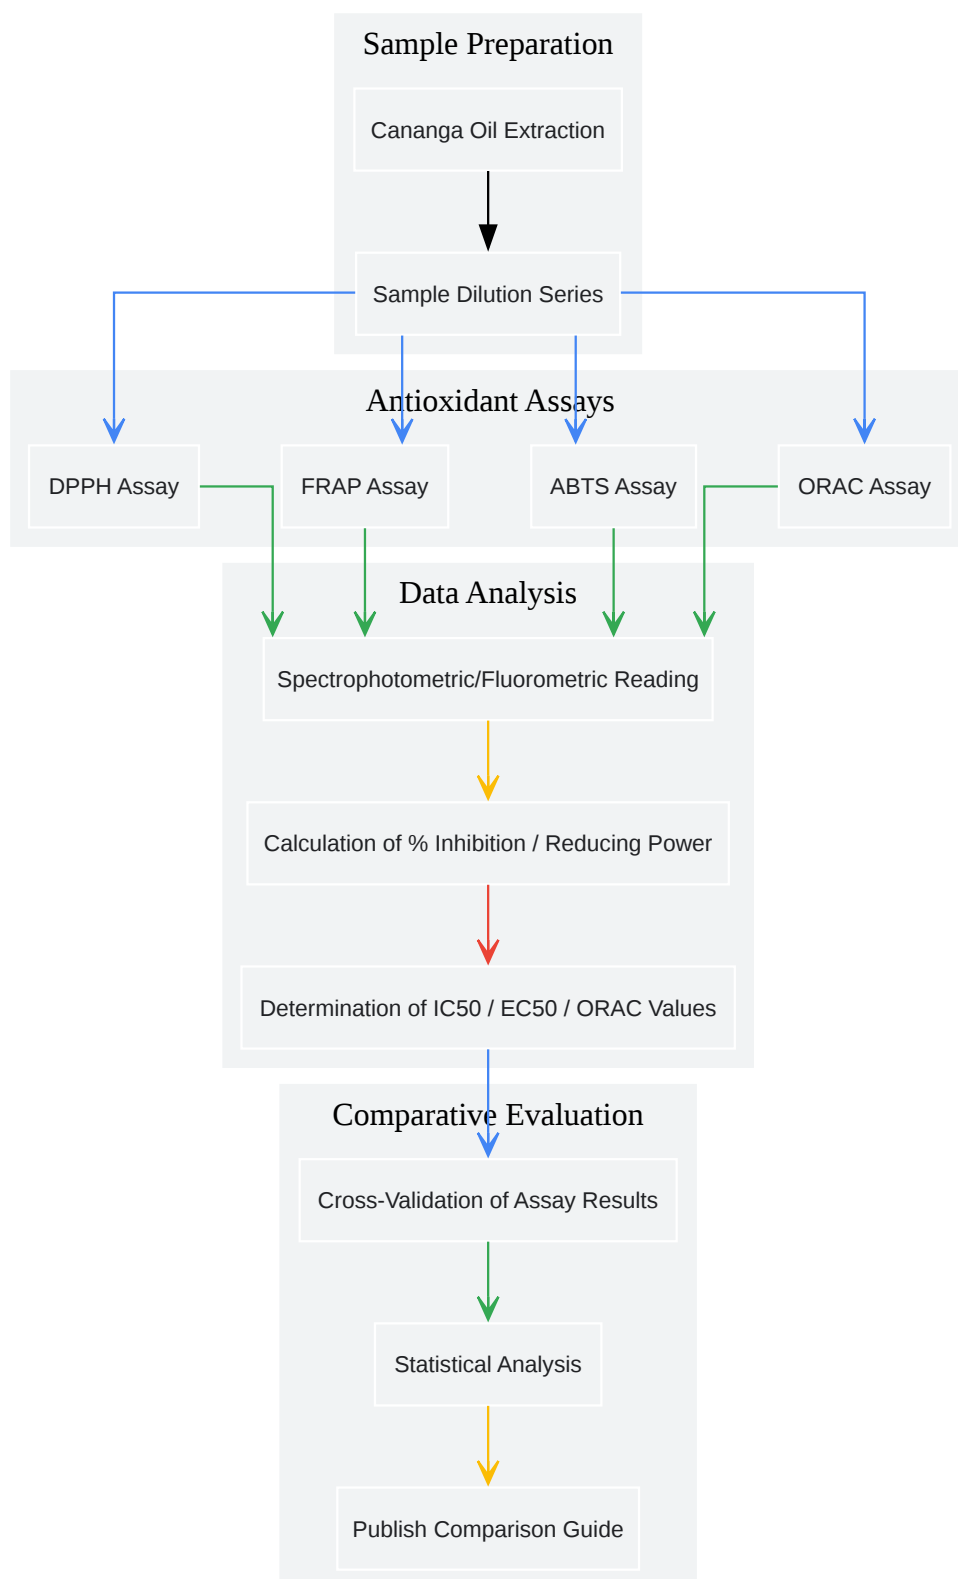 Sample Preparation
Cananga Oil Extraction
Sample Dilution Series
Antioxidant Assays
DPPH Assay
FRAP Assay
ABTS Assay
ORAC Assay
Data Analysis
Spectrophotometric/Fluorometric Reading
Calculation of % Inhibition / Reducing Power
Determination of IC50 / EC50 / ORAC Values
Comparative Evaluation
Cross-Validation of Assay Results
Statistical Analysis
Publish Comparison Guide